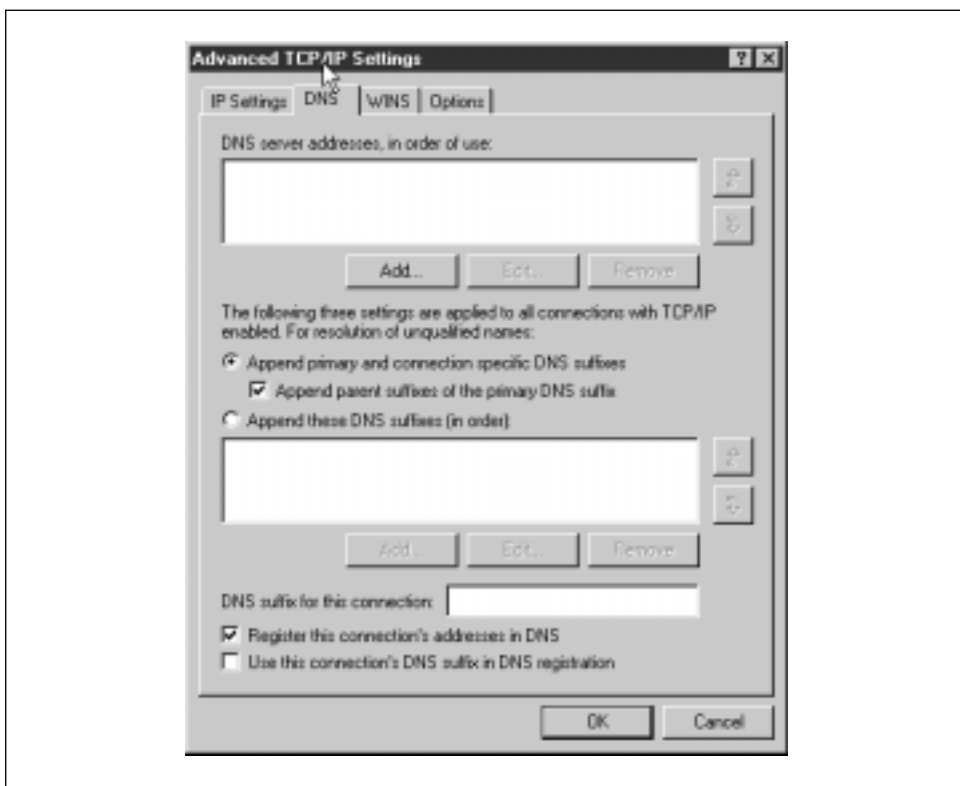 Advanced TCP/IP Settings
IP Settings DNS WINS Options
DNS server addresses, in order of use:
Add... Edit... Remove
The following three settings are applied to all connections with TCP/IP
enabled. For resolution of unqualified names:
Append primary and connection specific DNS suffixes
Append parent suffixes of the primary DNS suffix
Append these DNS suffixes (in order):
Add... Edit... Remove
DNS suffix for this connection:
Register this connection's addresses in DNS
Use this connection's DNS suffix in DNS registration
OK Cancel